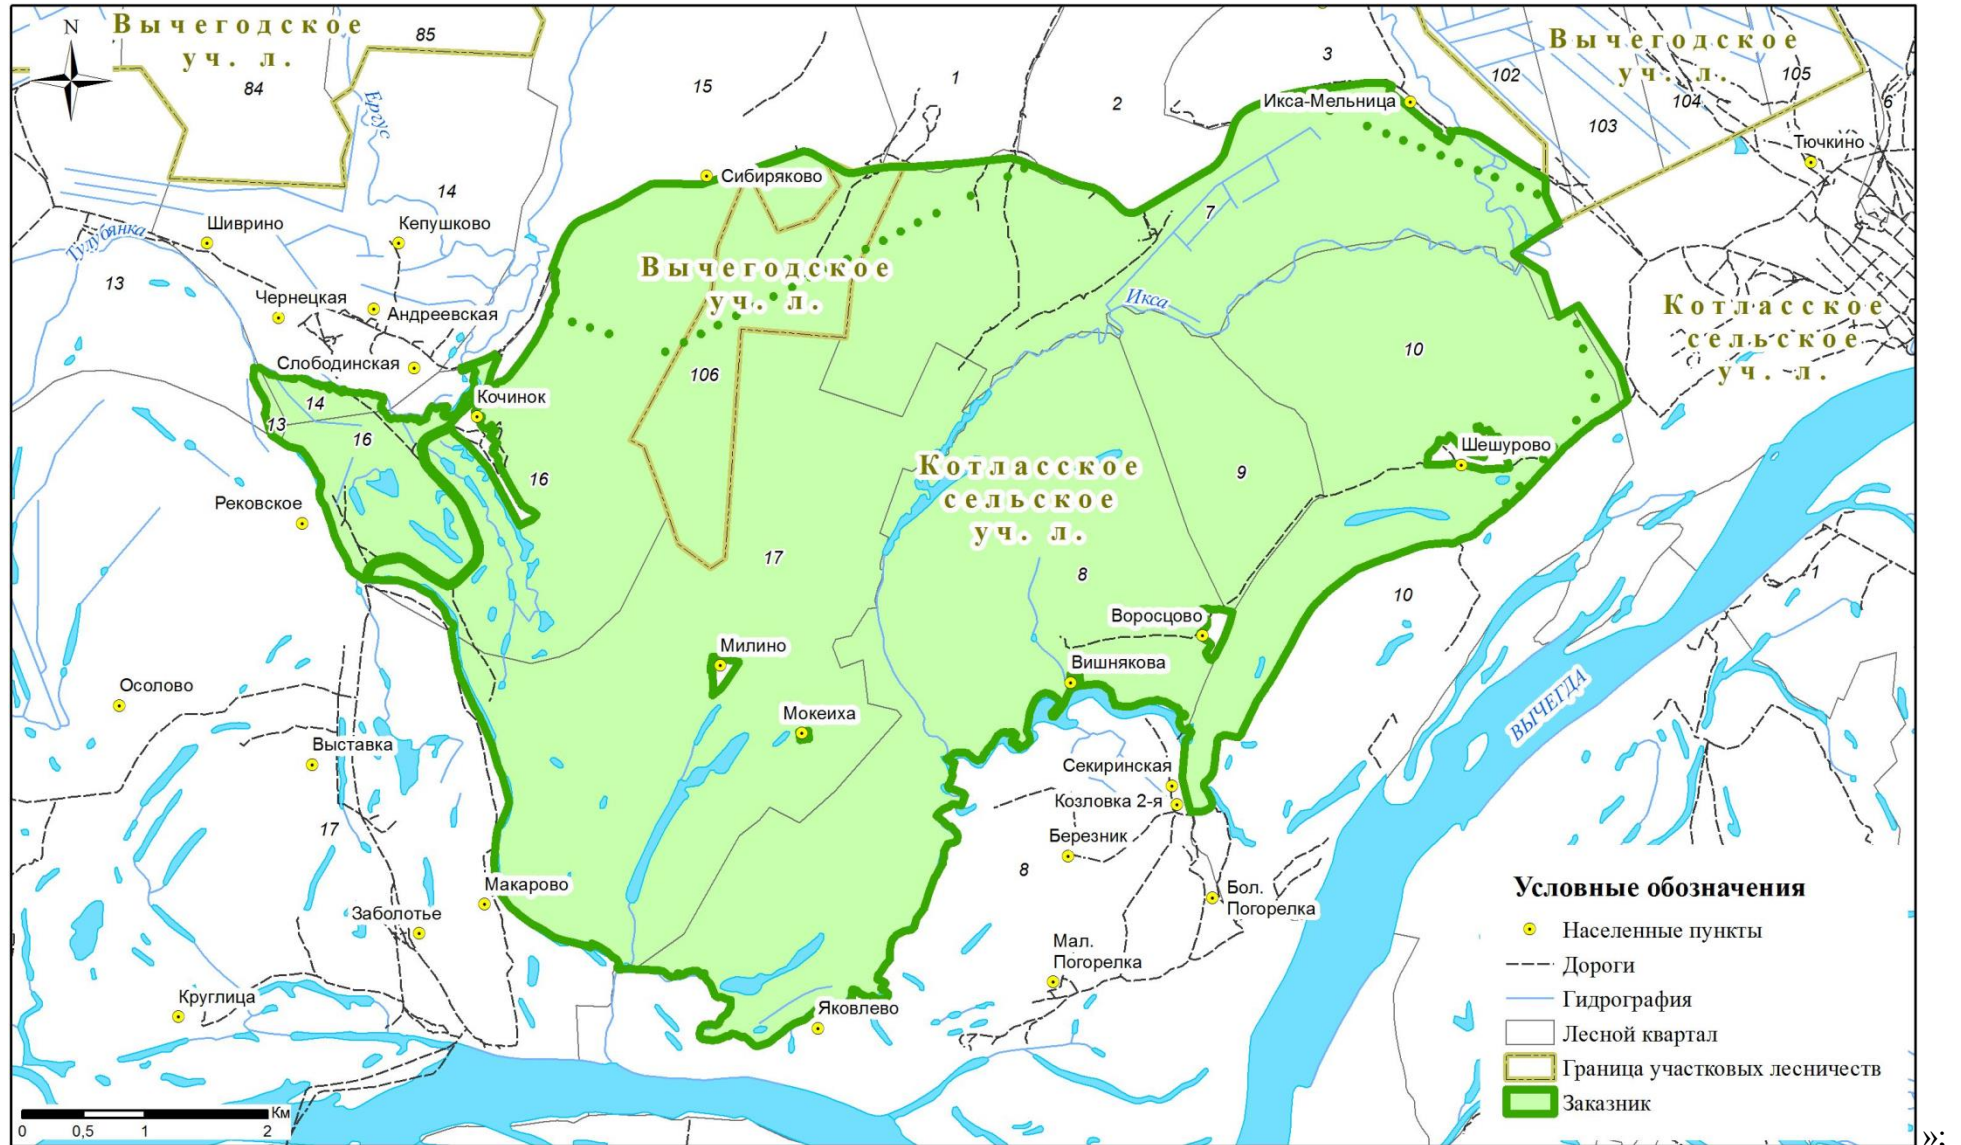 Вычегодское
уч. л.
N
84
85
Ергус
14
15
1
2
3
Вычегодское
уч. л.
102
103
104
105
6
Тючкино
Икса-Мельница
Сибиряково
Шиврино
Кепушково
Тулубянка
13
Чернецкая
Андреевская
Слободинская
Вычегодское
уч. л.
7
Икса
10
Котласское
сельское
уч. л.
106
Кочинок
14
13
16
16
Рековское
Котласское
сельское
уч. л.
9
Шешурово
17
8
10
1
Воросцово
Вишнякова
Милино
Мокеиха
Осолово
Выставка
ВЫЧЕГДА
Секиринская
Козловка 2-я
Березник
17
8
Макарово
Заболотье
Бол.
Погорелка
Мал.
Погорелка
Круглица
Яковлево
Условные обозначения
Населенные пункты
Дороги
Гидрография
Лесной квартал
Граница участковых лесничеств
Заказник
Км
0 0,5 1 2
»;